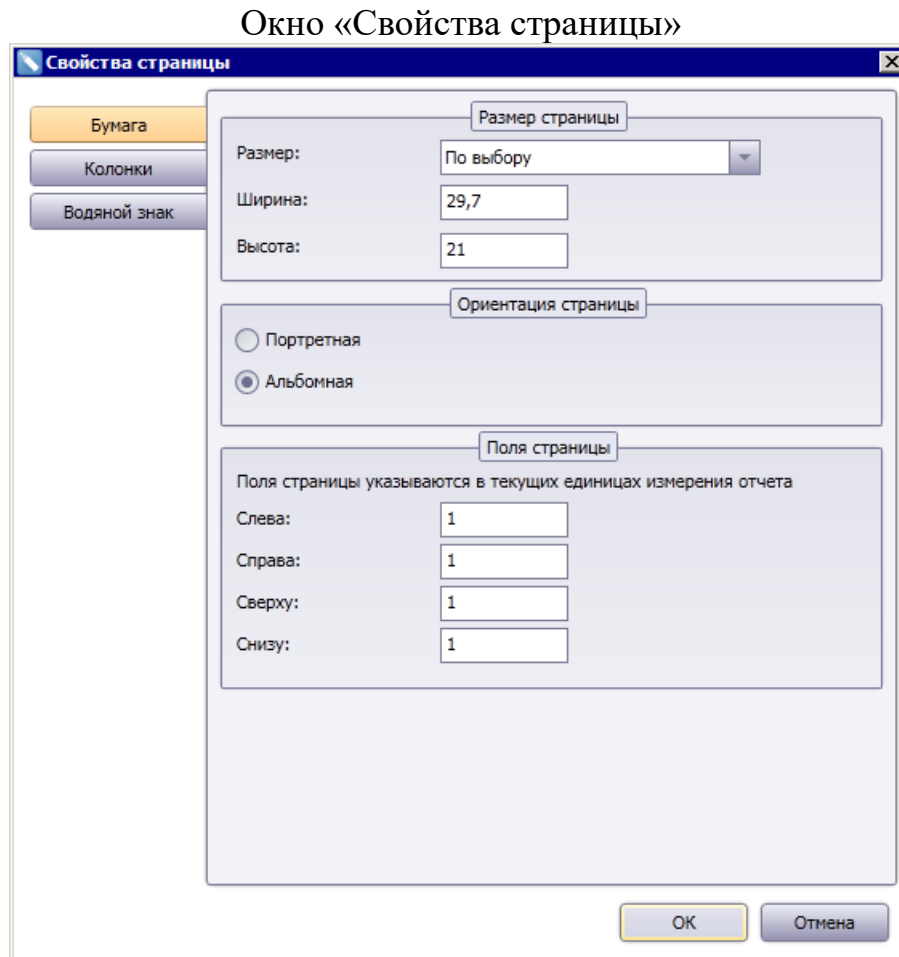 Окно «Свойства страницы»
Свойства страницы
Бумага
Колонки
Водяной знак
Размер страницы
Размер: По выбору
Ширина: 29,7
Высота: 21
Ориентация страницы
Портретная
Альбомная
Поля страницы
Поля страницы указываются в текущих единицах измерения отчета
Слева: 1
Справа: 1
Сверху: 1
Снизу: 1
ОК Отмена